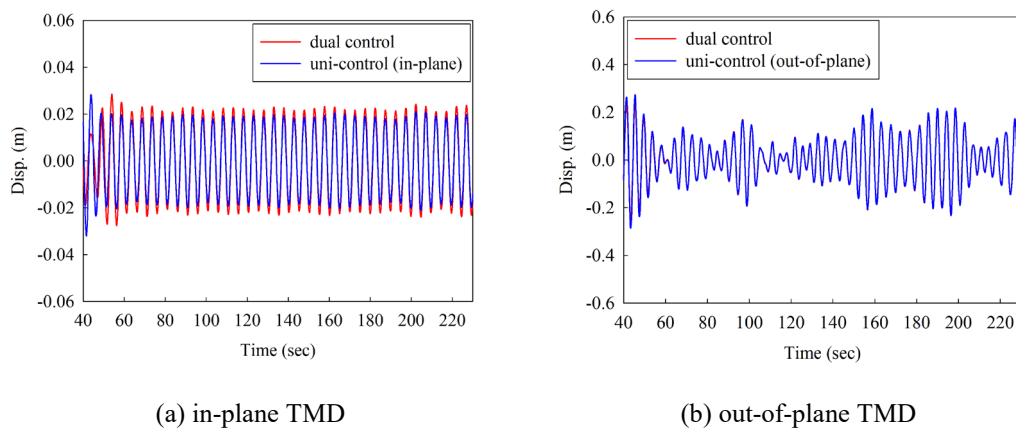 0.06
0.04
0.02
0.00
-0.02
-0.04
-0.06
Disp. (m)
dual control
uni-control (in-plane)
40 60 80 100 120 140 160 180 200 220
Time (sec)
(a) in-plane TMD
0.6
0.4
0.2
0.0
-0.2
-0.4
-0.6
Disp. (m)
dual control
uni-control (out-of-plane)
40 60 80 100 120 140 160 180 200 220
Time (sec)
(b) out-of-plane TMD